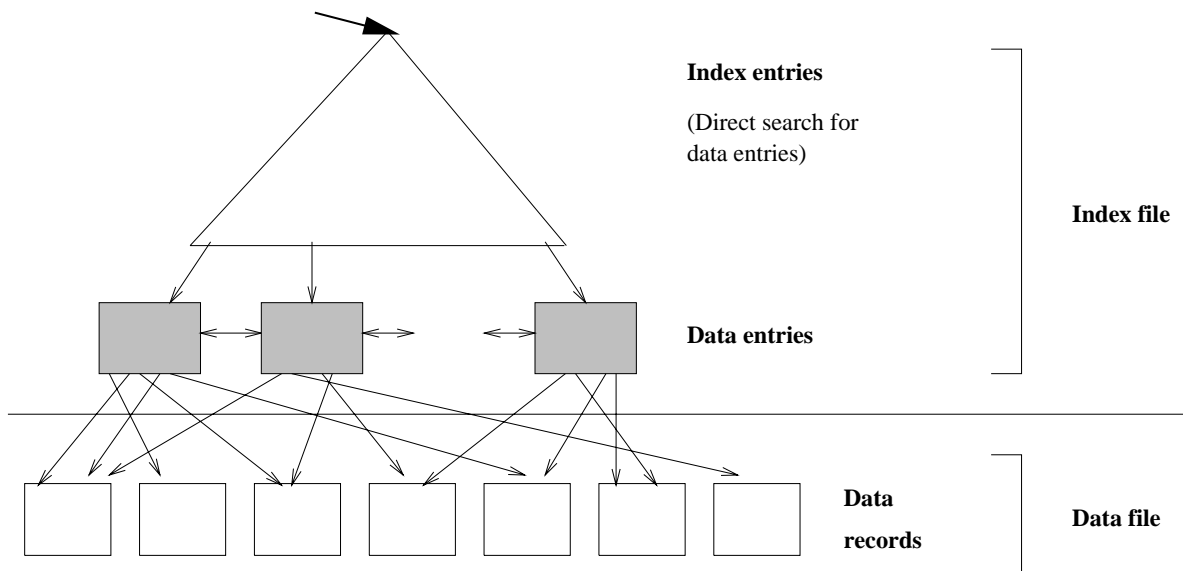 Index entries
(Direct search for
data entries)
Index file
Data entries
Data
records
Data file